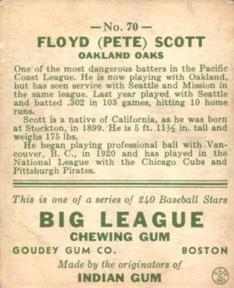 No. 70
FLOYD (PETE) SCOTT
OAKLAND OAKS
One of the most dangerous batters in the Pacific
Coast League. He is now playing with Oakland,
but has seen service with Seattle and Mission in
the same league. Last year played with Seattle
and batted .302 in 103 games, hitting 10 home
runs.
Scott is a native of California, as he was born
at Stockton, in 1899. He is 5 ft. 11½ in. tall and
weighs 175 lbs.
He began playing professional ball with Van-
couver, B. C., in 1920 and has played in the
National League with the Chicago Cubs and
Pittsburgh Pirates.
This is one of a series of 240 Baseball Stars
BIG LEAGUE
CHEWING GUM
GOUDEY GUM CO. BOSTON
Made by the originators of
INDIAN GUM